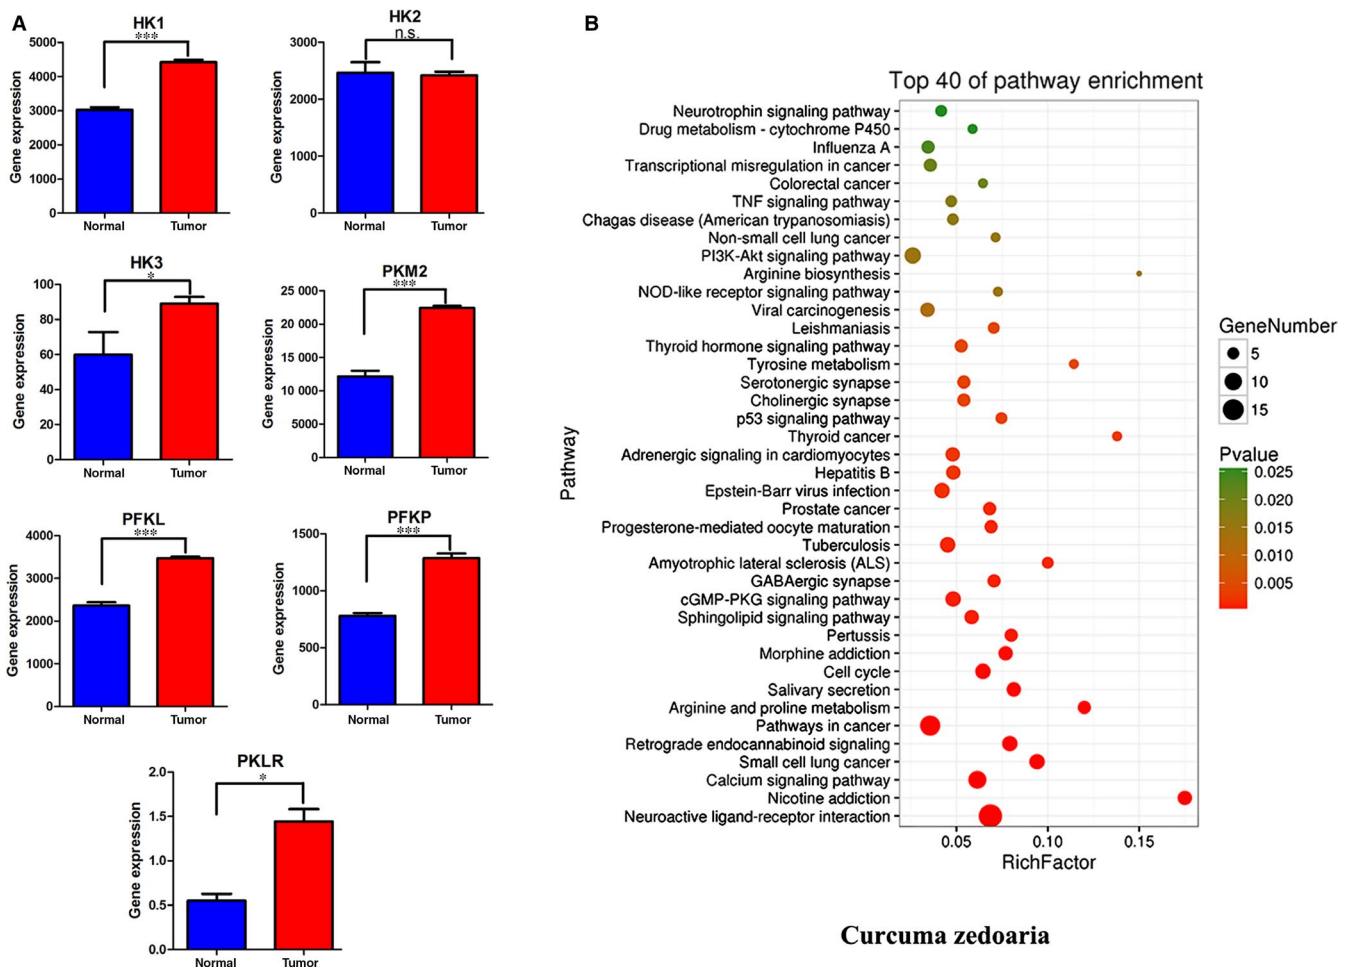 A
HK1
***
Gene expression
5000
4000
3000
2000
1000
0
Normal
Tumor
HK2
n.s.
Gene expression
3000
2000
1000
0
Normal
Tumor
HK3
*
Gene expression
100
80
60
40
20
0
Normal
Tumor
PKM2
***
Gene expression
25 000
20 000
15 000
10 000
5000
0
Normal
Tumor
PFKL
***
Gene expression
4000
3000
2000
1000
0
Normal
Tumor
PFKP
***
Gene expression
1500
1000
500
0
Normal
Tumor
PKLR
*
Gene expression
2.0
1.5
1.0
0.5
0.0
Normal
Tumor
B
Top 40 of pathway enrichment
Pathway
Neurotrophin signaling pathway
Drug metabolism - cytochrome P450
Influenza A
Transcriptional misregulation in cancer
Colorectal cancer
TNF signaling pathway
Chagas disease (American trypanosomiasis)
Non-small cell lung cancer
PI3K-Akt signaling pathway
Arginine biosynthesis
NOD-like receptor signaling pathway
Viral carcinogenesis
Leishmaniasis
Thyroid hormone signaling pathway
Tyrosine metabolism
Serotonergic synapse
Cholinergic synapse
p53 signaling pathway
Thyroid cancer
Adrenergic signaling in cardiomyocytes
Hepatitis B
Epstein-Barr virus infection
Prostate cancer
Progesterone-mediated oocyte maturation
Tuberculosis
Amyotrophic lateral sclerosis (ALS)
GABAergic synapse
cGMP-PKG signaling pathway
Sphingolipid signaling pathway
Pertussis
Morphine addiction
Cell cycle
Salivary secretion
Arginine and proline metabolism
Pathways in cancer
Retrograde endocannabinoid signaling
Small cell lung cancer
Calcium signaling pathway
Nicotine addiction
Neuroactive ligand-receptor interaction
0.05 0.10 0.15
RichFactor
GeneNumber
5
10
15
Pvalue
0.025
0.020
0.015
0.010
0.005
Curcuma zedoaria